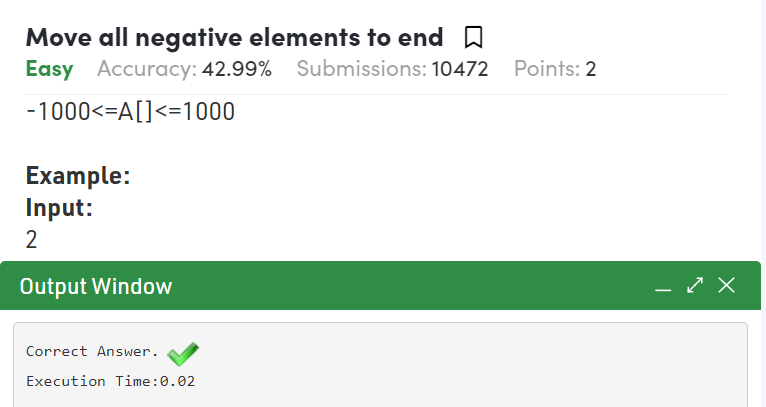 Move all negative elements to end
Easy Accuracy: 42.99% Submissions: 10472 Points: 2
-1000<=A[]<=1000
Example:
Input:
2
Output Window
Correct Answer.
Execution Time:0.02